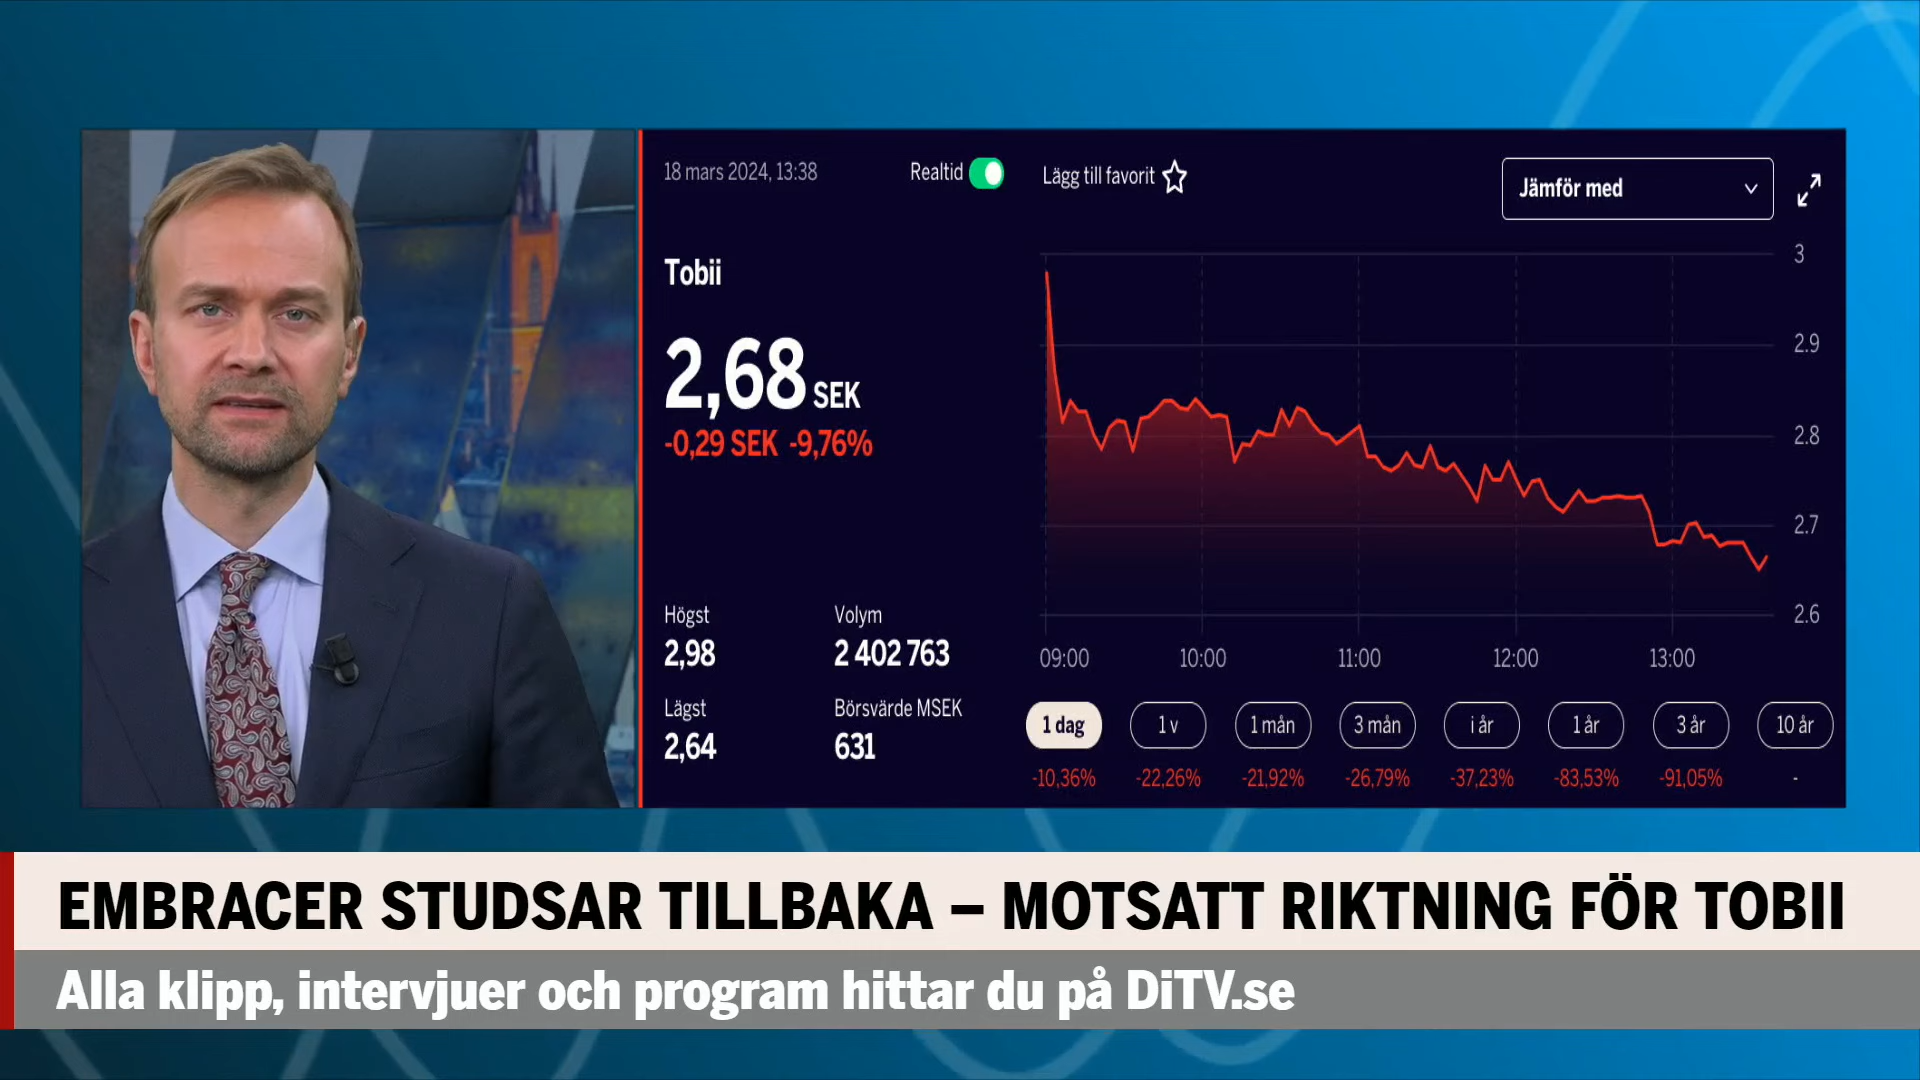 18 mars 2024, 13:38
Realtid
Lägg till favorit
Jämför med
Tobii
2,68 SEK
-0,29 SEK -9,76%
Högst
2,98
Volym
2 402 763
Lägst
2,64
Börsvärde MSEK
631
3
2.9
2.8
2.7
2.6
09:00 10:00 11:00 12:00 13:00
1 dag 1 v 1 mån 3 mån i år 1 år 3 år 10 år
-10,36% -22,26% -21,92% -26,79% -37,23% -83,53% -91,05% -
EMBRACER STUDSAR TILLBAKA – MOTSATT RIKTNING FÖR TOBII
Alla klipp, intervjuer och program hittar du på DiTV.se